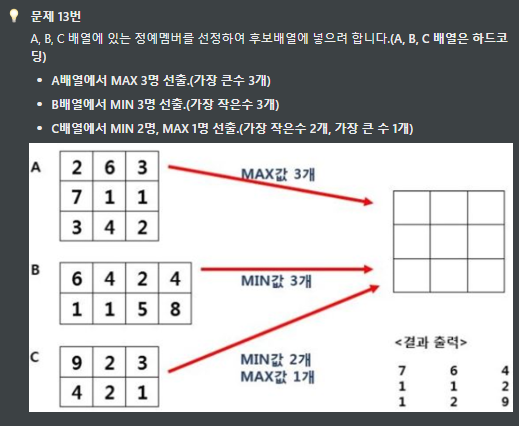 문제 13번
A, B, C 배열에 있는 정예멤버를 선정하여 후보배열에 넣으려 합니다.(A, B, C 배열은 하드코
딩)
• A배열에서 MAX 3명 선출.(가장 큰수 3개)
• B배열에서 MIN 3명 선출.(가장 작은수 3개)
• C배열에서 MIN 2명, MAX 1명 선출.(가장 작은수 2개, 가장 큰 수 1개)
A
2 6 3
7 1 1
3 4 2
MAX값 3개
B
6 4 2 4
1 1 5 8
MIN값 3개
C
9 2 3
4 2 1
MIN값 2개
MAX값 1개
<결과 출력>
7 6 4
1 1 2
1 2 9